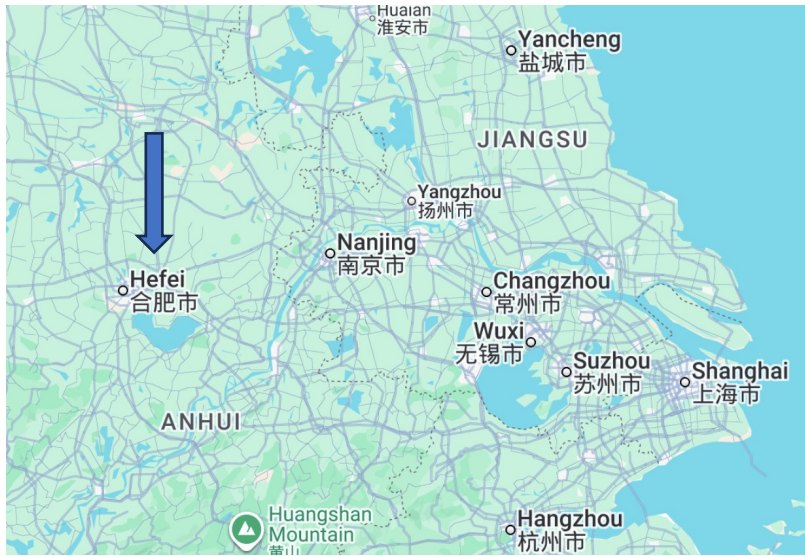 Huaian
淮安市
Yancheng
盐城市
JIANGSU
Yangzhou
扬州市
Nanjing
南京市
Hefei
合肥市
Changzhou
常州市
Wuxi
无锡市
Suzhou
苏州市
Shanghai
上海市
ANHUI
Huangshan
Mountain
黄山
Hangzhou
杭州市